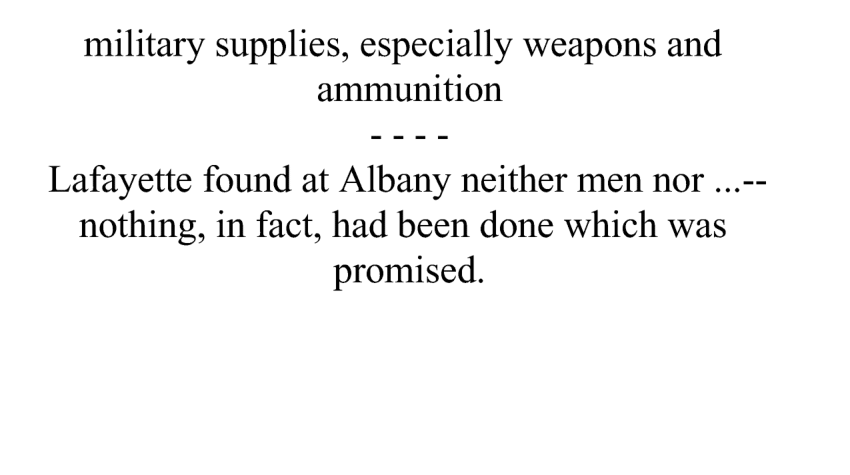 military supplies, especially weapons and
ammunition
- - - -
Lafayette found at Albany neither men nor ...--
nothing, in fact, had been done which was
promised.